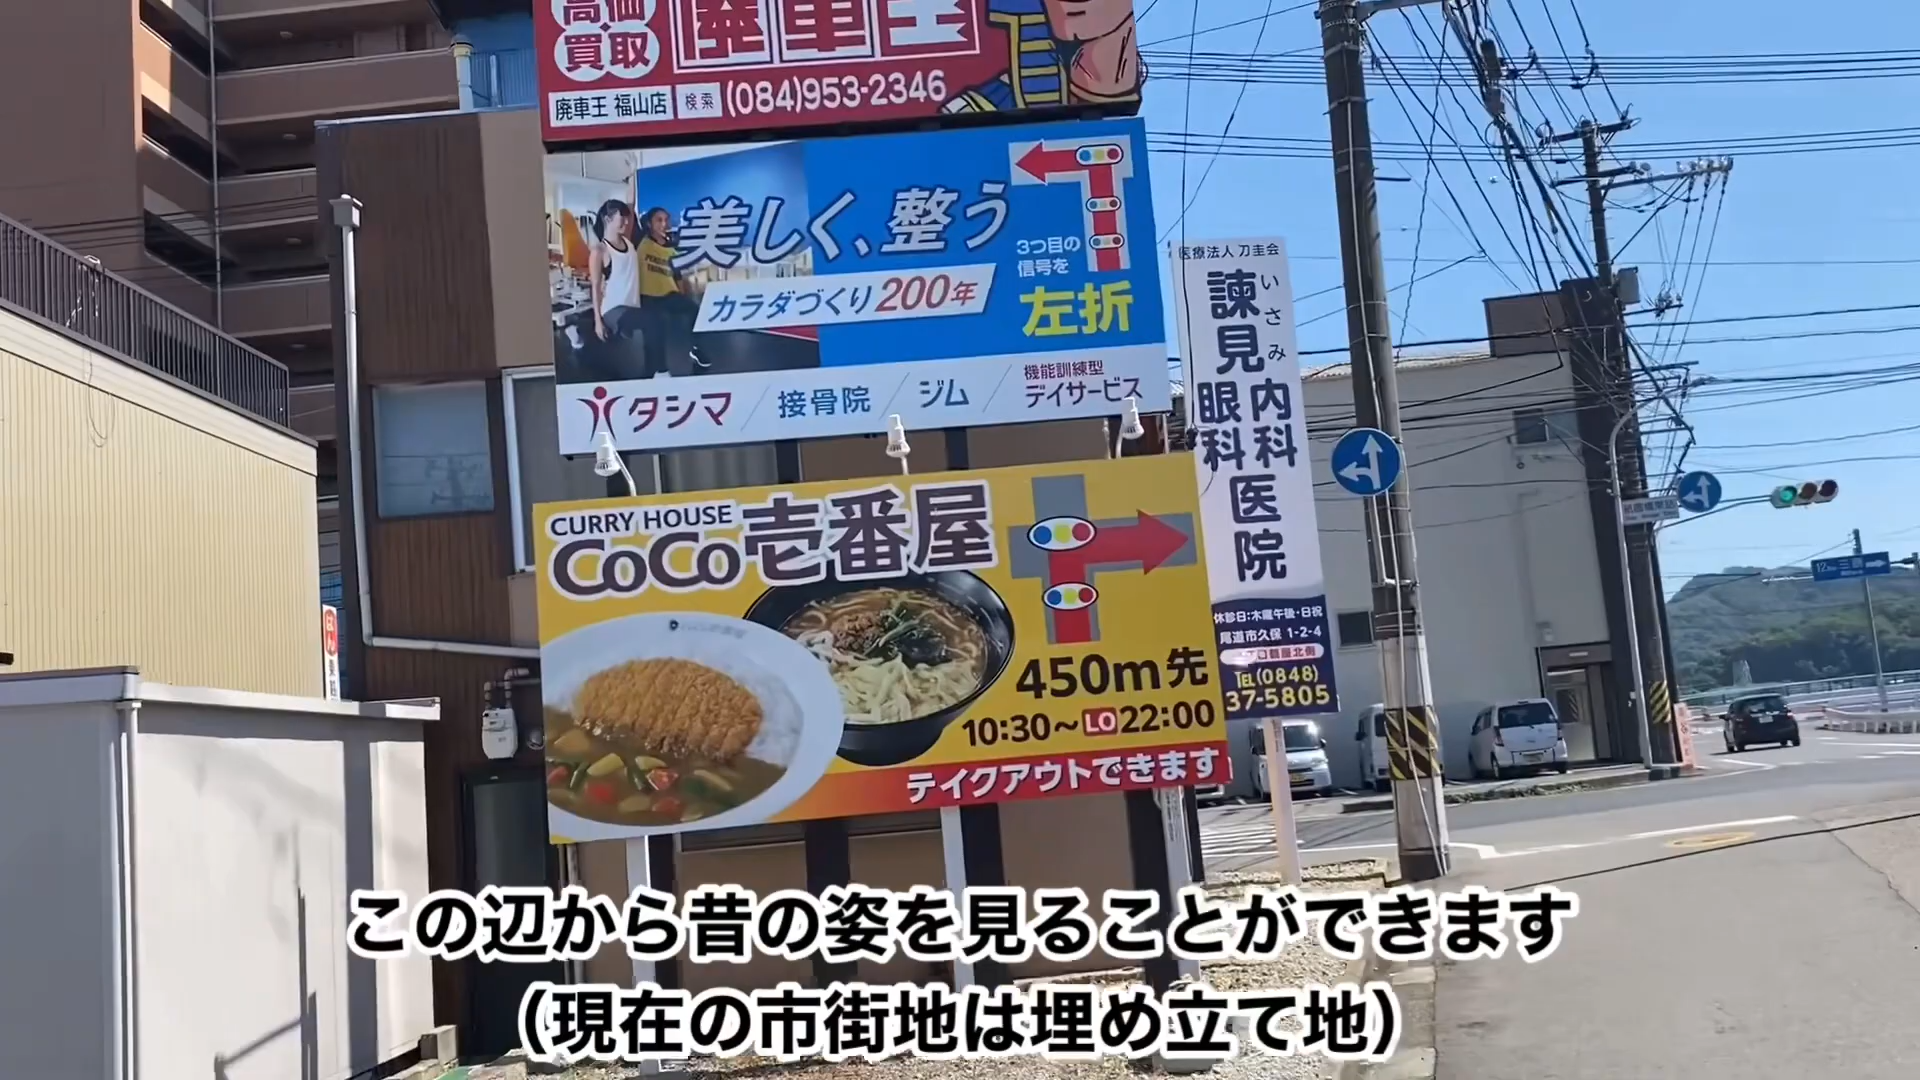 高価
買取
廃車王
廃車王 福山店 検索 (084)953-2346
美しく、整う
カラダづくり200年
3つ目の
信号を
左折
タシマ / 接骨院 / ジム / 機能訓練型
デイサービス
CURRY HOUSE
CoCo壱番屋
450m先
10:30～LO22:00
テイクアウトできます
医療法人刀圭会
諫見
いさみ
内科
眼科
医院
休診日:木曜午後・日祝
尾道市久保 1-2-4
TEL(0848)
37-5805
この辺から昔の姿を見ることができます
（現在の市街地は埋め立て地）